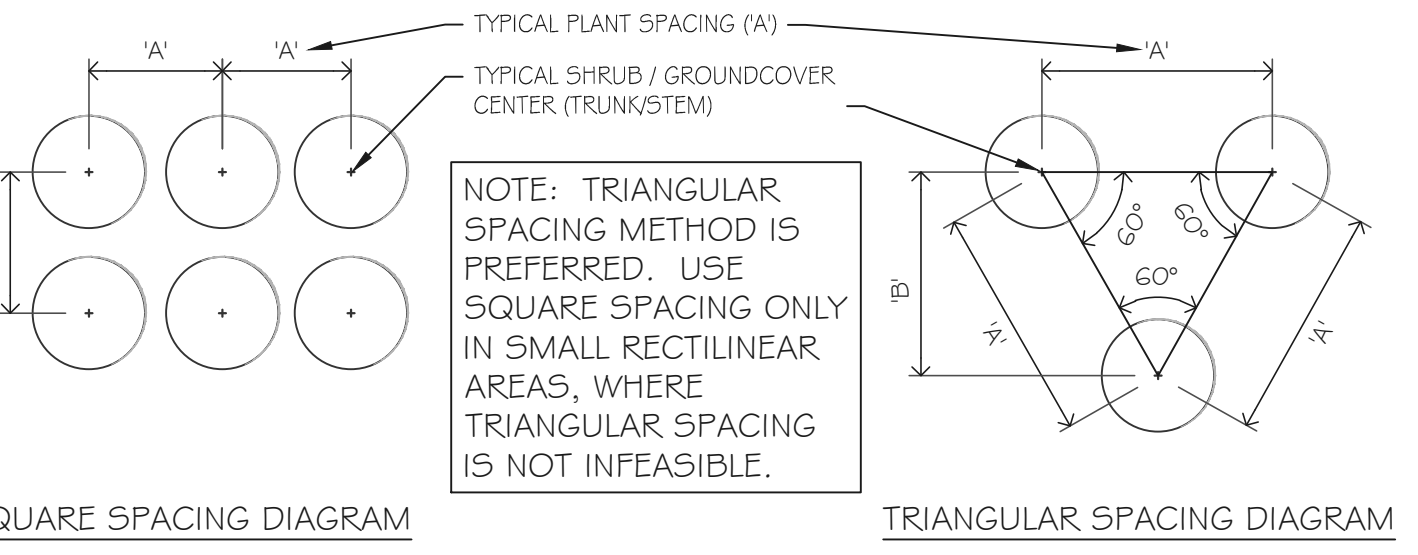 TYPICAL PLANT SPACING ('A')
'A'
'A'
'A'
TYPICAL SHRUB / GROUNDCOVER
CENTER (TRUNK/STEM)
NOTE: TRIANGULAR
SPACING METHOD IS
PREFERRED. USE
SQUARE SPACING ONLY
IN SMALL RECTILINEAR
AREAS, WHERE
TRIANGULAR SPACING
IS NOT INFEASIBLE.
60°
60°
60°
'B'
'A'
'A'
QUARE SPACING DIAGRAM
TRIANGULAR SPACING DIAGRAM